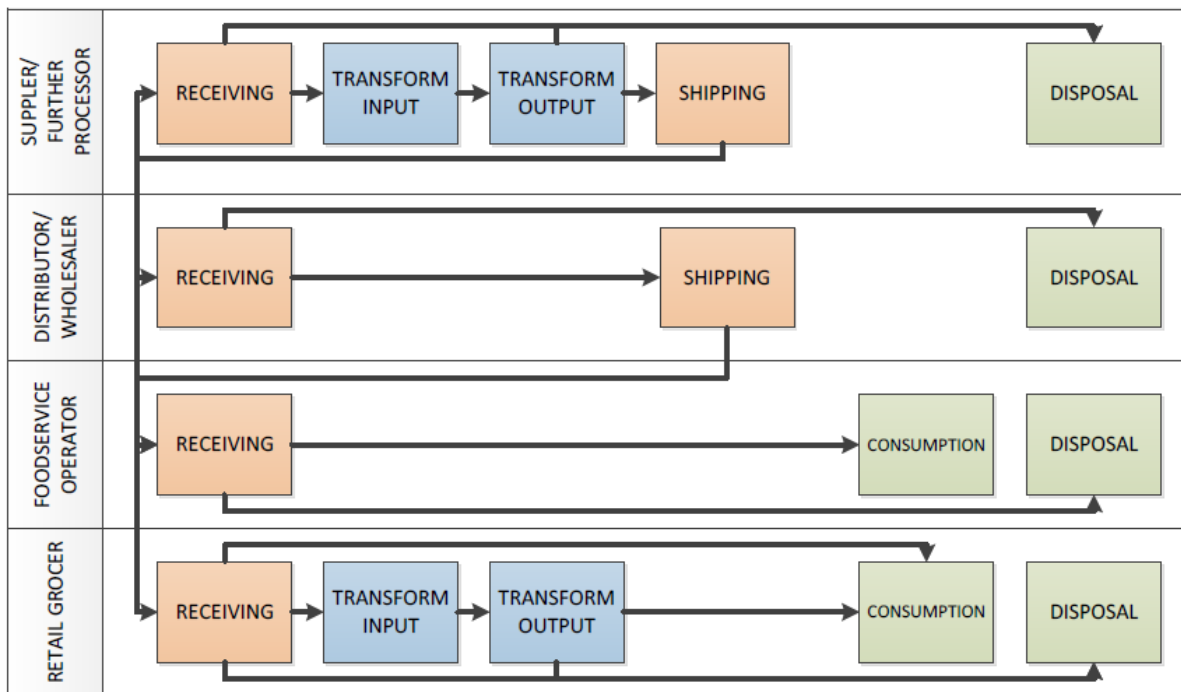 SUPPLER/
FURTHER
PROCESSOR
RECEIVING
TRANSFORM
INPUT
TRANSFORM
OUTPUT
SHIPPING
DISPOSAL
DISTRIBUTOR/
WHOLESALER
RECEIVING
SHIPPING
DISPOSAL
FOODSERVICE
OPERATOR
RECEIVING
CONSUMPTION
DISPOSAL
RETAIL GROCER
RECEIVING
TRANSFORM
INPUT
TRANSFORM
OUTPUT
CONSUMPTION
DISPOSAL